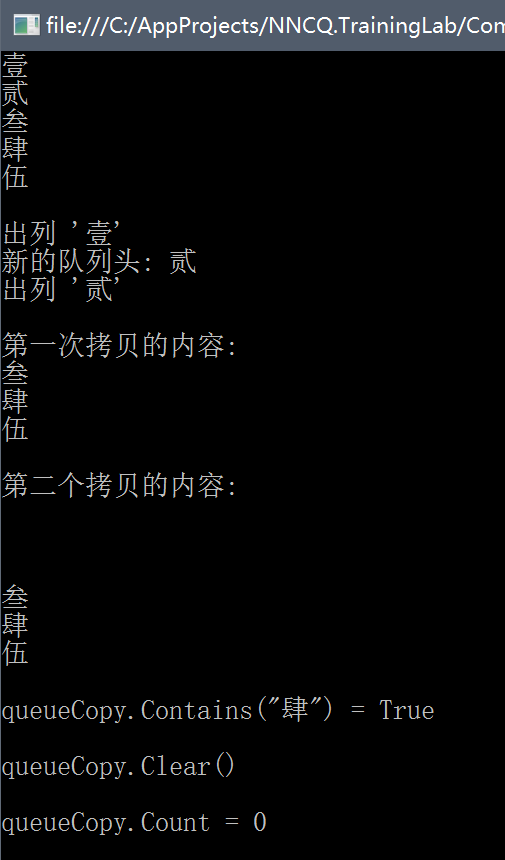 file:///C:/AppProjects/NNCQ.TrainingLab/Com
壹
贰
叁
肆
伍
出列 '壹'
新的队列头: 贰
出列 '贰'
第一次拷贝的内容:
叁
肆
伍
第二个拷贝的内容:
叁
肆
伍
queueCopy.Contains("肆") = True
queueCopy.Clear()
queueCopy.Count = 0